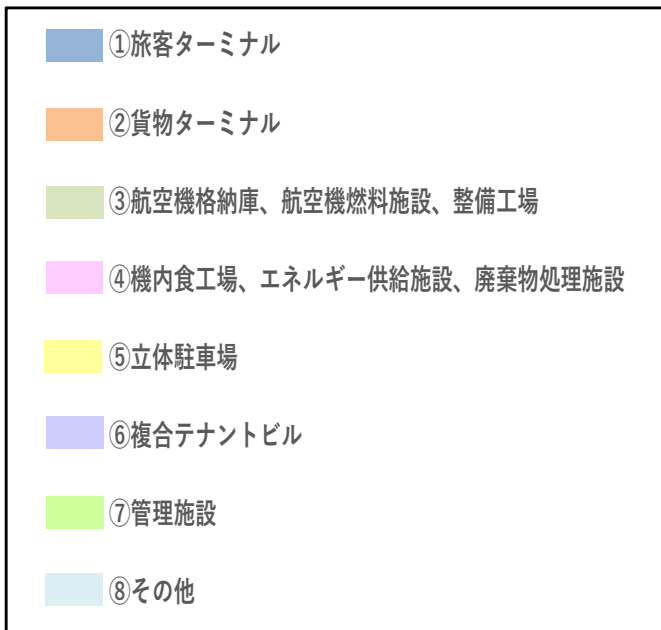 ①旅客ターミナル
②貨物ターミナル
③航空機格納庫、航空機燃料施設、整備工場
④機内食工場、エネルギー供給施設、廃棄物処理施設
⑤立体駐車場
⑥複合テナントビル
⑦管理施設
⑧その他